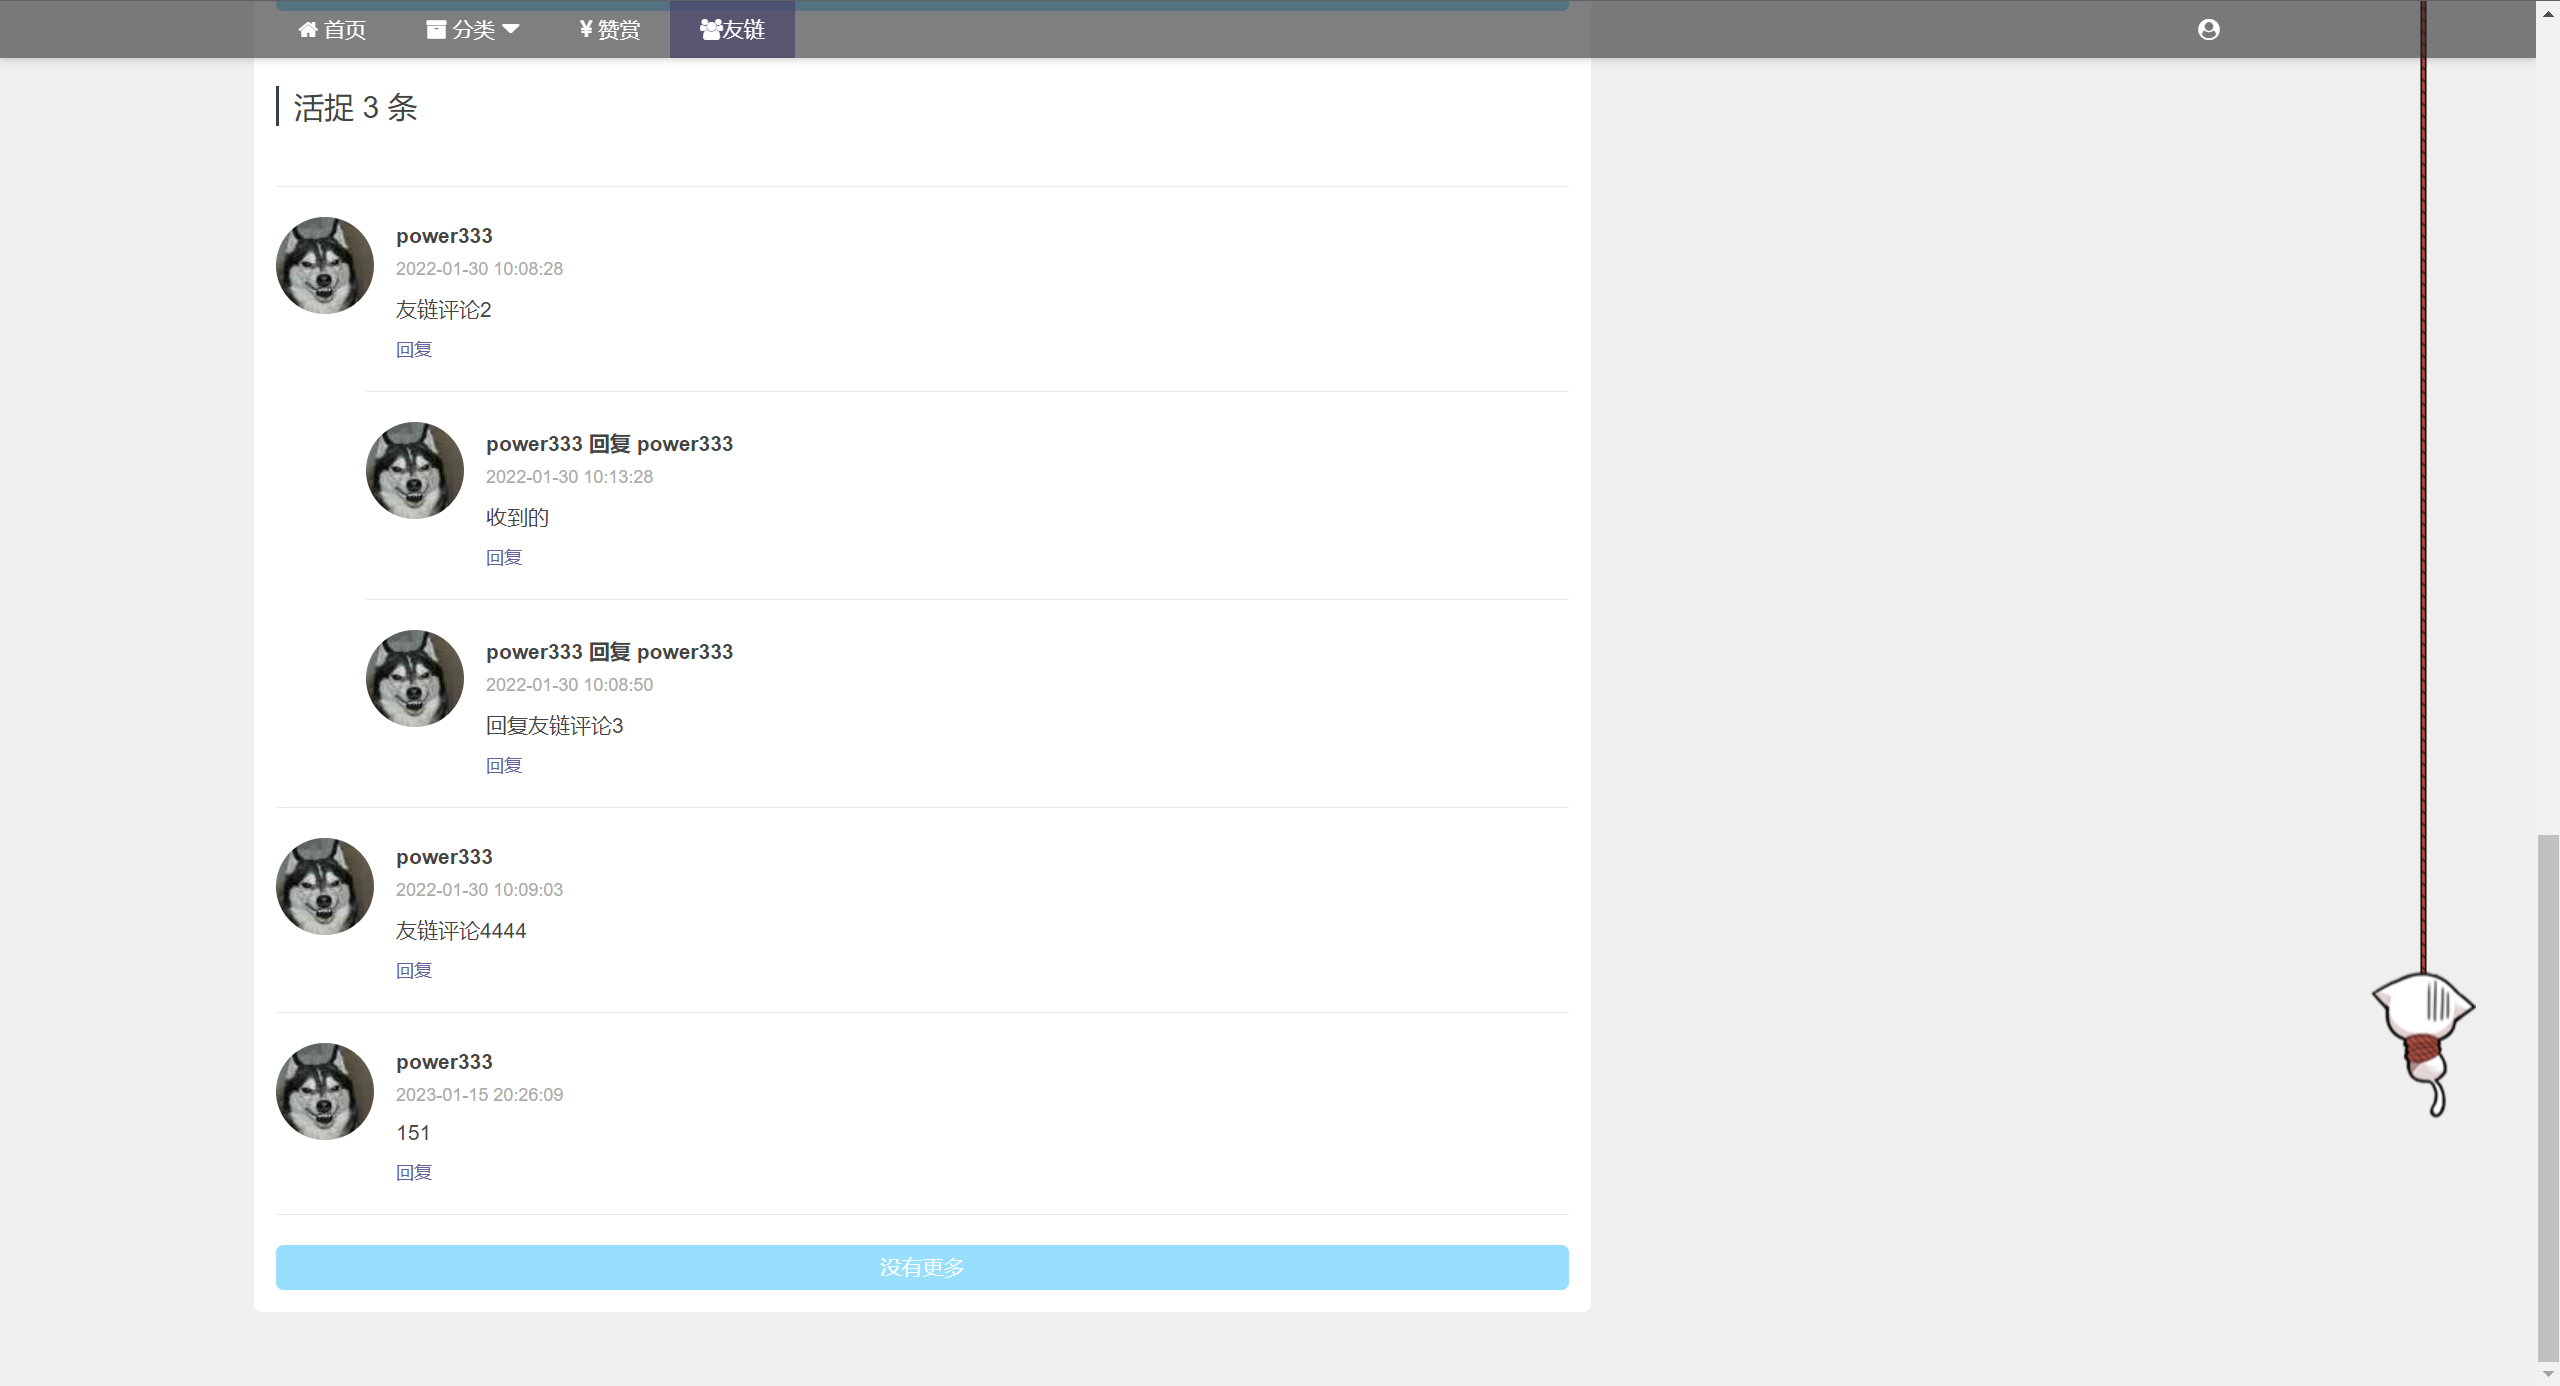 首页 分类 ¥ 赞赏 友链
活捉 3 条
power333
2022-01-30 10:08:28
友链评论2
回复
power333 回复 power333
2022-01-30 10:13:28
收到的
回复
power333 回复 power333
2022-01-30 10:08:50
回复友链评论3
回复
power333
2022-01-30 10:09:03
友链评论4444
回复
power333
2023-01-15 20:26:09
151
回复
没有更多